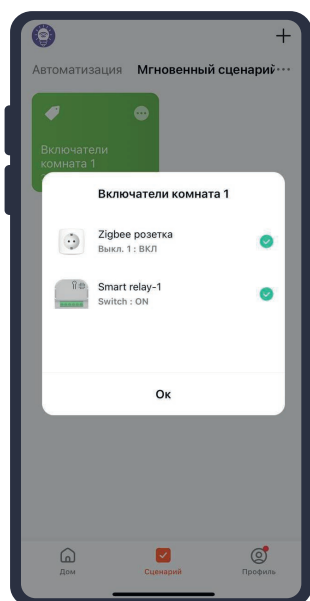 Автоматизация Мгновенный сценарий ...
Включатели
комната 1
Включатели комната 1
Zigbee розетка
Выкл. 1 : ВКЛ
Smart relay-1
Switch : ON
Ок
Дом Сценарий Профиль